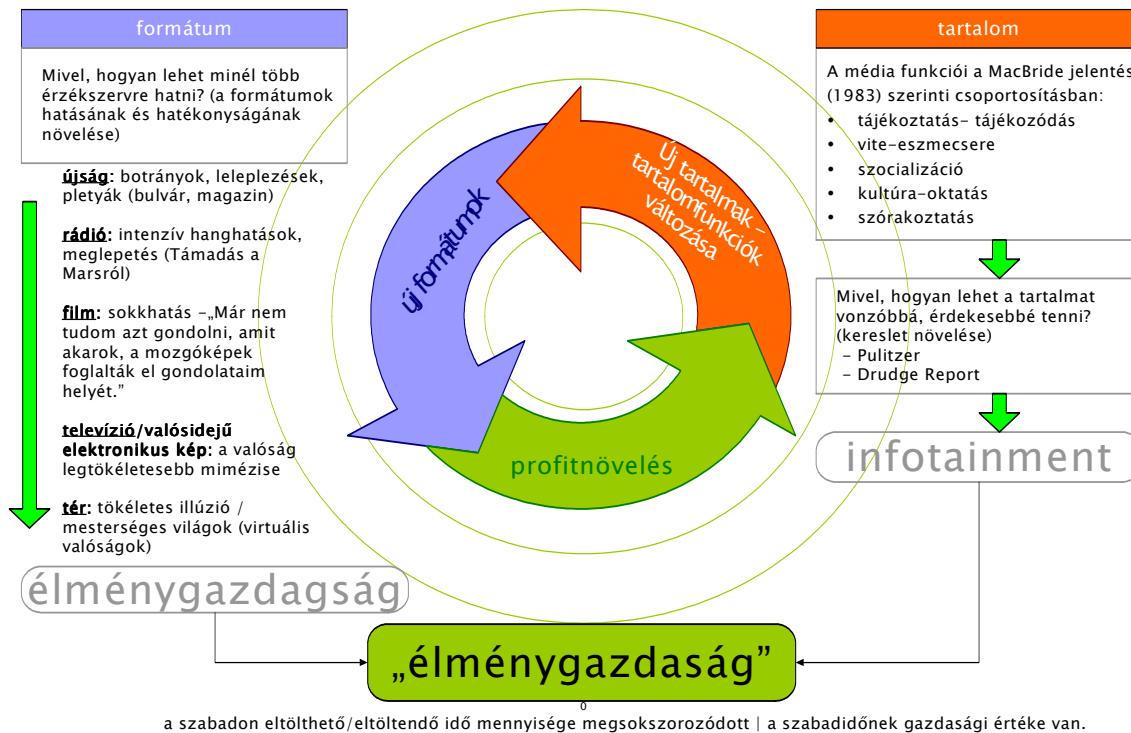 formátum
Mivel, hogyan lehet minél több
érzékszervre hatni? (a formátumok
hatásának és hatékonyságának
növelése)
újság: botrányok, leleplezések,
pletyák (bulvár, magazin)
rádió: intenzív hanghatások,
meglepetés (Támadás a
Marsról)
film: sokkhatás –„Már nem
tudom azt gondolni, amit
akarok, a mozgóképek
foglalták el gondolataim
helyét.”
televízió/valósidejű
elektronikus kép: a valóság
legtökéletesebb mimézise
tér: tökéletes illúzió /
mesterséges világok (virtuális
valóságok)
élménygazdagság
új formátumok
Új tartalmak –
tartalomfunkciók
változása
profitnövelés
tartalom
A média funkciói a MacBride jelentés
(1983) szerinti csoportosításban:
• tájékoztatás– tájékozódás
• vite-eszmecsere
• szocializáció
• kultúra-oktatás
• szórakoztatás
Mivel, hogyan lehet a tartalmat
vonzóbbá, érdekesebbé tenni?
(kereslet növelése)
– Pulitzer
– Drudge Report
infotainment
„élménygazdaság”
0
a szabadon eltölthető/eltöltendő idő mennyisége megsokszorozódott | a szabadidőnek gazdasági értéke van.